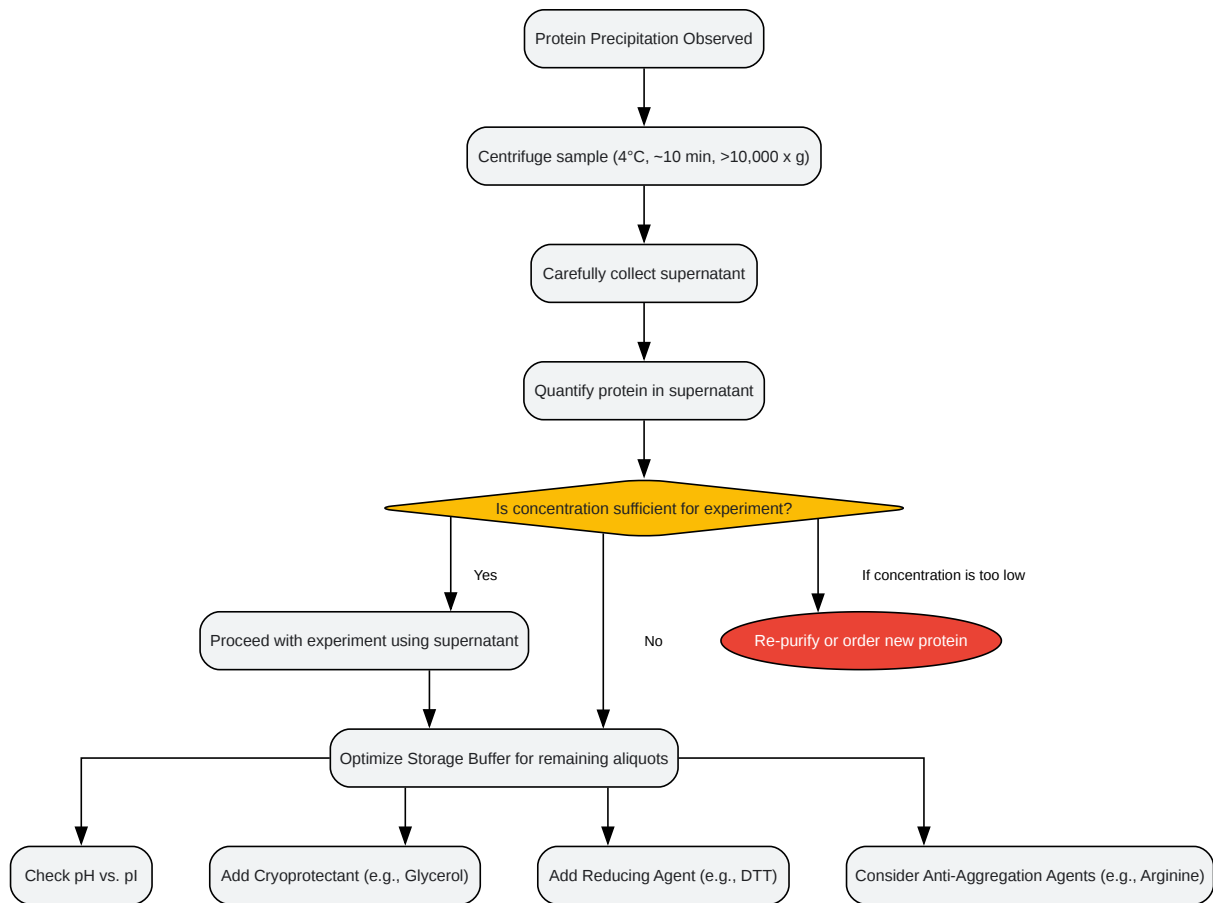 Protein Precipitation Observed
Centrifuge sample (4°C, ~10 min, >10,000 x g)
Carefully collect supernatant
Quantify protein in supernatant
Is concentration sufficient for experiment?
Yes
If concentration is too low
Proceed with experiment using supernatant
No
Re-purify or order new protein
Optimize Storage Buffer for remaining aliquots
Check pH vs. pI
Add Cryoprotectant (e.g., Glycerol)
Add Reducing Agent (e.g., DTT)
Consider Anti-Aggregation Agents (e.g., Arginine)